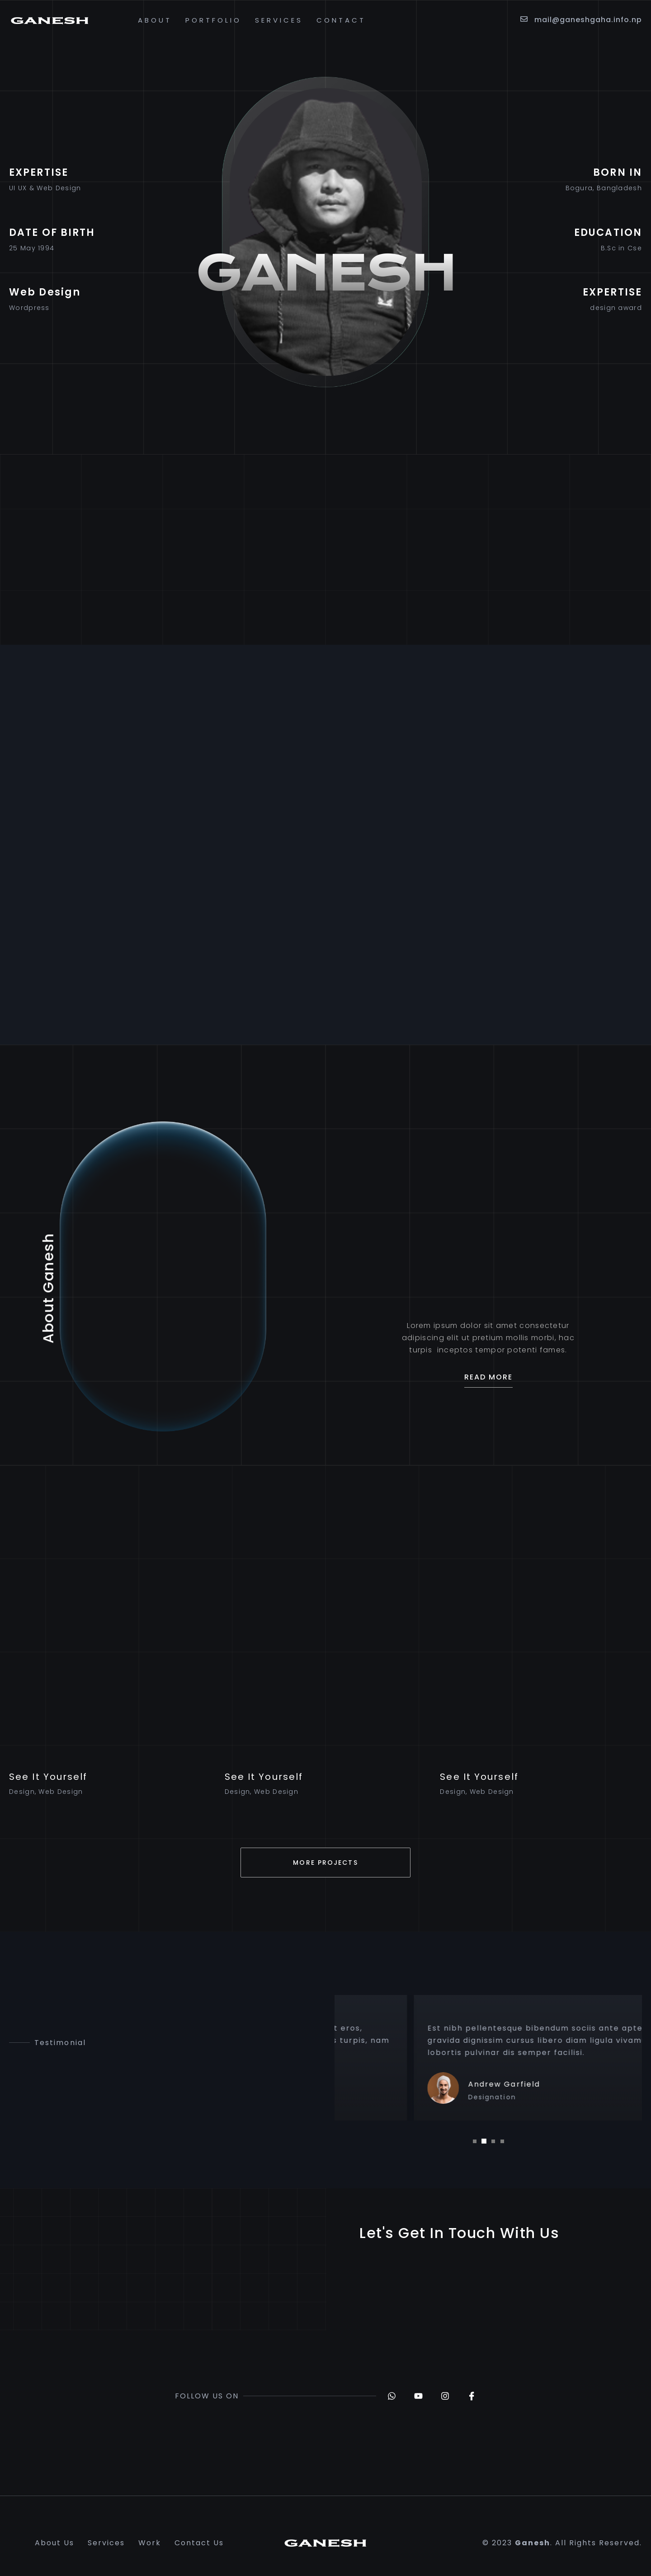 GANESH
ABOUT PORTFOLIO SERVICES CONTACT
mail@ganeshgaha.info.np
EXPERTISE
UI UX & Web Design
DATE OF BIRTH
25 May 1994
Web Design
Wordpress
GANESH
BORN IN
Bogura, Bangladesh
EDUCATION
B.Sc in Cse
EXPERTISE
design award
About Ganesh
Lorem ipsum dolor sit amet consectetur
adipiscing elit ut pretium mollis morbi, hac
turpis inceptos tempor potenti fames.
READ MORE
See It Yourself
Design, Web Design
See It Yourself
Design, Web Design
See It Yourself
Design, Web Design
MORE PROJECTS
Testimonial
eros,
turpis, nam
Est nibh pellentesque bibendum sociis ante apte
gravida dignissim cursus libero diam ligula vivam
lobortis pulvinar dis semper facilisi.
Andrew Garfield
Designation
Let's Get In Touch With Us
FOLLOW US ON
About Us Services Work Contact Us
GANESH
© 2023 Ganesh. All Rights Reserved.